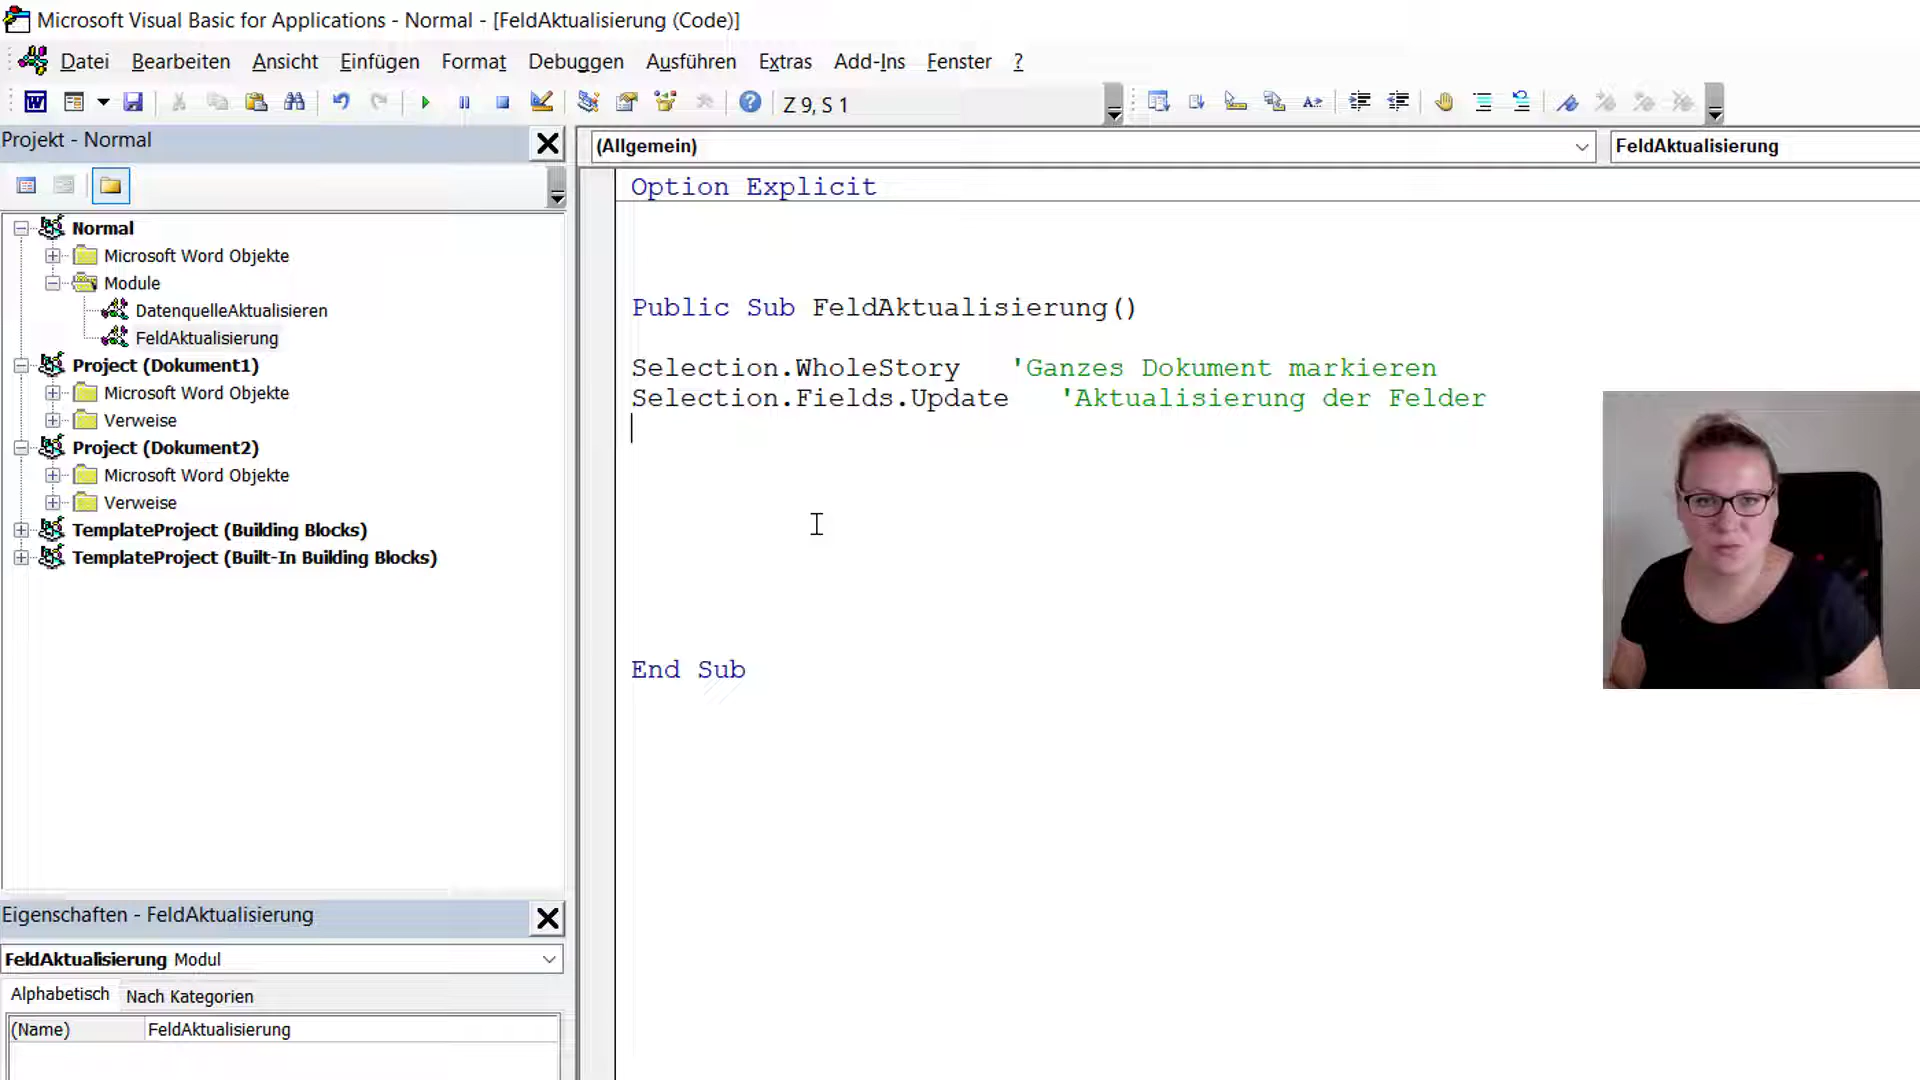 Microsoft Visual Basic for Applications - Normal - [FeldAktualisierung (Code)]
Datei Bearbeiten Ansicht Einfügen Format Debuggen Ausführen Extras Add-Ins Fenster ?
Z 9, S 1
Projekt - Normal
(Allgemein)
FeldAktualisierung
Normal
Microsoft Word Objekte
Module
DatenquelleAktualisieren
FeldAktualisierung
Project (Dokument1)
Microsoft Word Objekte
Verweise
Project (Dokument2)
Microsoft Word Objekte
Verweise
TemplateProject (Building Blocks)
TemplateProject (Built-In Building Blocks)
Option Explicit
Public Sub FeldAktualisierung()
Selection.WholeStory 'Ganzes Dokument markieren
Selection.Fields.Update 'Aktualisierung der Felder
End Sub
Eigenschaften - FeldAktualisierung
FeldAktualisierung Modul
Alphabetisch Nach Kategorien
(Name) FeldAktualisierung